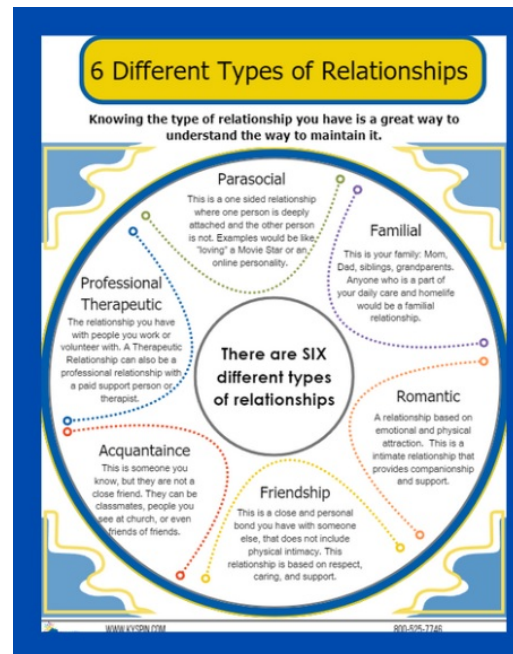 6 Different Types of Relationships
Knowing the type of relationship you have is a great way to
understand the way to maintain it.
Parasocial
This is a one sided relationship
where one person is deeply
attached and the other person
is not. Examples would be like
"loving" a Movie Star or an
online personality.
Familial
This is your family: Mom,
Dad, siblings, grandparents.
Anyone who is a part of
your daily care and homelife
would be a familial
relationship.
Professional
Therapeutic
The relationship you have
with people you work or
volunteer with. A Therapeutic
Relationship can also be a
professional relationship with
a paid support person or
therapist.
There are SIX
different types
of relationships
Romantic
A relationship based on
emotional and physical
attraction. This is a
intimate relationship that
provides companionship
and support.
Acquantaince
This is someone you
know, but they are not a
close friend. They can be
classmates, people you
see at church, or even
friends of friends.
Friendship
This is a close and personal
bond you have with someone
else, that does not include
physical intimacy. This
relationship is based on respect,
caring, and support.
WWW.KYSPIN.COM
800-525-7746